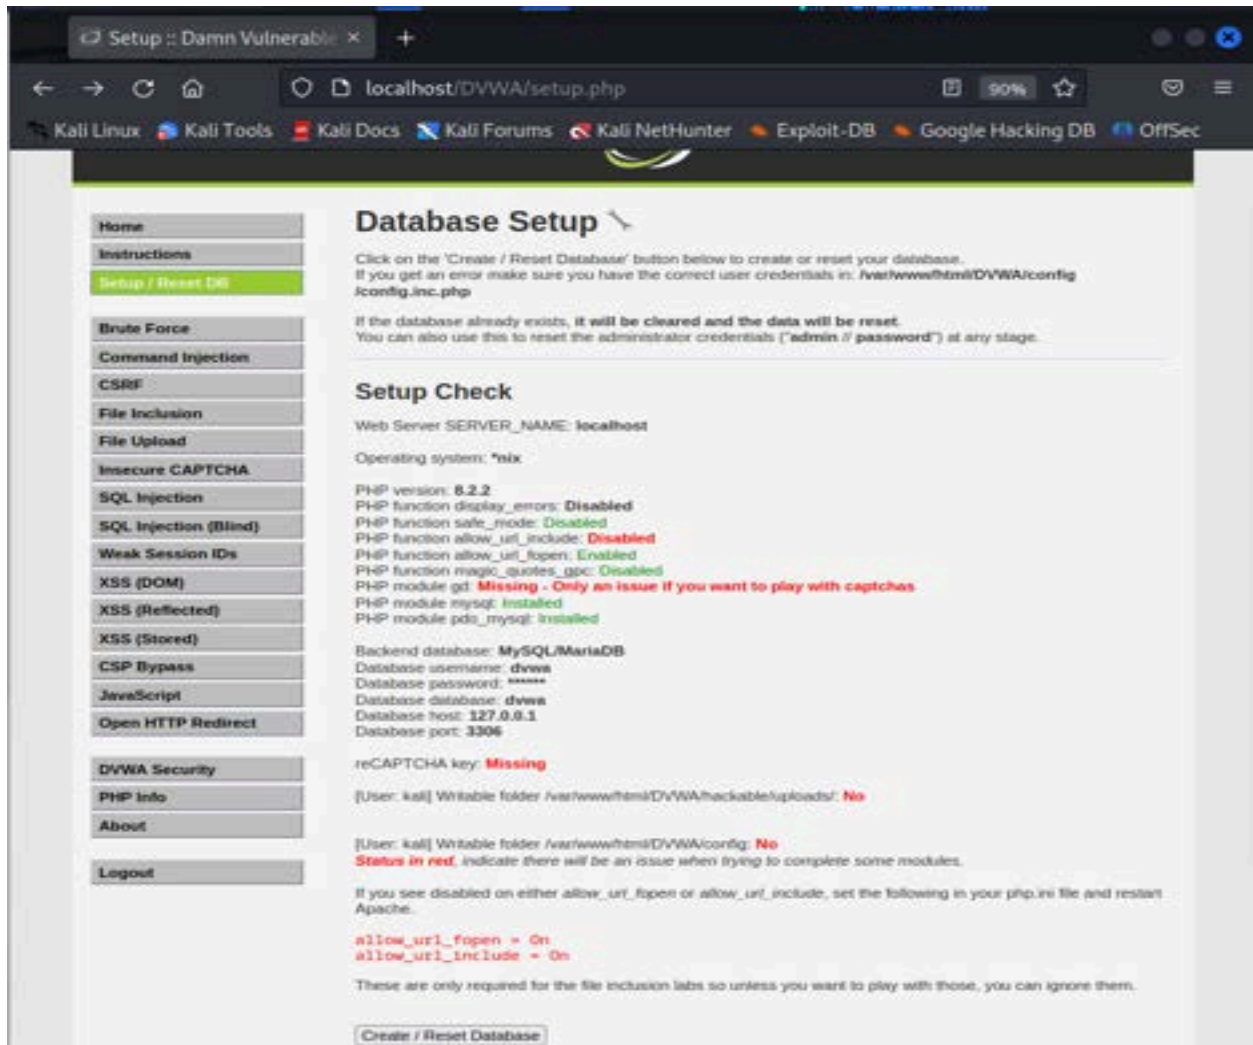 Setup :: Damn Vulnerable
localhost/DVWA/setup.php
90%
Kali Linux Kali Tools Kali Docs Kali Forums Kali NetHunter Exploit-DB Google Hacking DB OffSec
Home
Instructions
Setup / Reset DB
Brute Force
Command Injection
CSRF
File Inclusion
File Upload
Insecure CAPTCHA
SQL Injection
SQL Injection (Blind)
Weak Session IDs
XSS (DOM)
XSS (Reflected)
XSS (Stored)
CSP Bypass
JavaScript
Open HTTP Redirect
DVWA Security
PHP Info
About
Logout
Database Setup
Click on the 'Create / Reset Database' button below to create or reset your database.
If you get an error make sure you have the correct user credentials in: /var/www/html/DVWA/config
/config.inc.php
If the database already exists, it will be cleared and the data will be reset.
You can also use this to reset the administrator credentials ("admin // password") at any stage.
Setup Check
Web Server SERVER_NAME: localhost
Operating system: *nix
PHP version: 8.2.2
PHP function display_errors: Disabled
PHP function safe_mode: Disabled
PHP function allow_url_include: Disabled
PHP function allow_url_fopen: Enabled
PHP function magic_quotes_gpc: Disabled
PHP module gd: Missing - Only an issue if you want to play with captchas
PHP module mysql: Installed
PHP module pdo_mysql: Installed
Backend database: MySQL/MariaDB
Database username: dvwa
Database password: ******
Database database: dvwa
Database host: 127.0.0.1
Database port: 3306
reCAPTCHA key: Missing
[User: kali] Writable folder /var/www/html/DVWA/hackable/uploads/: No
[User: kali] Writable folder /var/www/html/DVWA/config: No
Status in red, indicate there will be an issue when trying to complete some modules.
If you see disabled on either allow_url_fopen or allow_url_include, set the following in your php.ini file and restart
Apache.
allow_url_fopen = On
allow_url_include = On
These are only required for the file inclusion labs so unless you want to play with those, you can ignore them.
Create / Reset Database